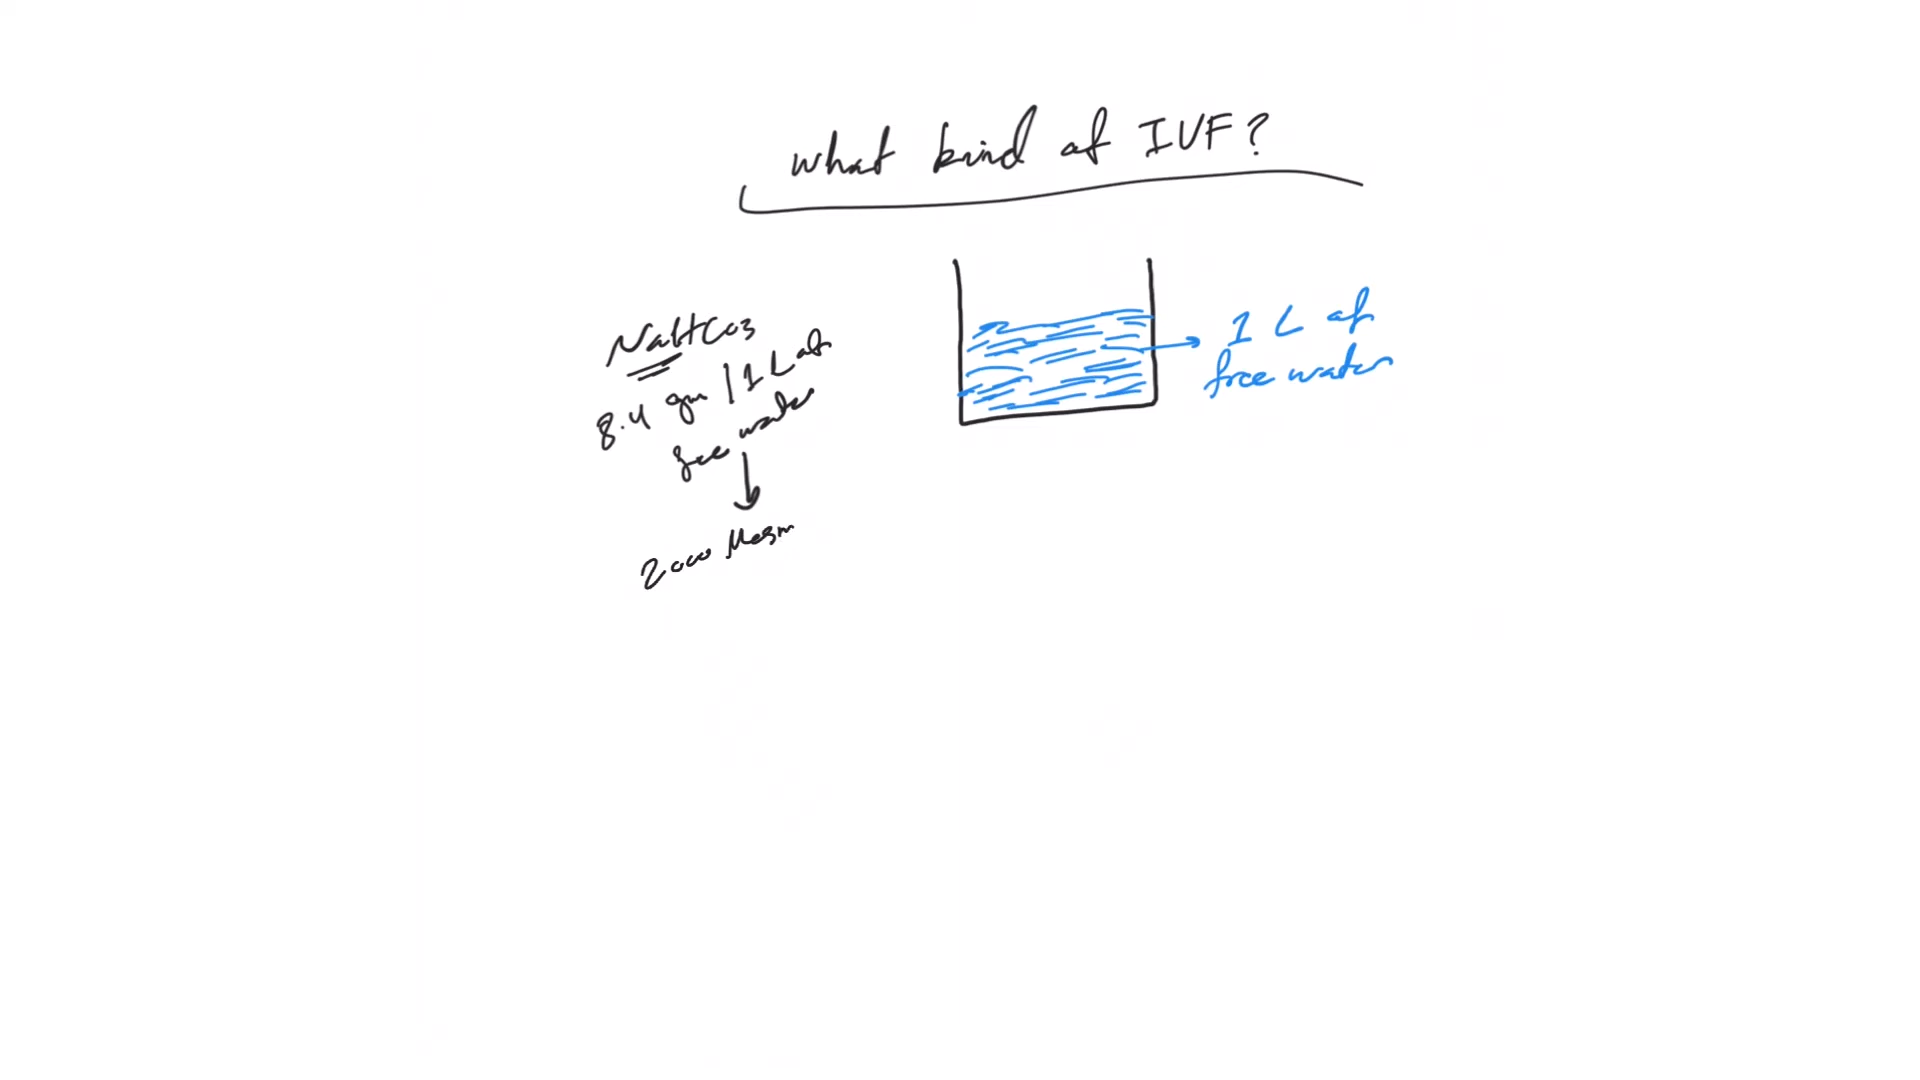 what kind of IVF?
NaHCO3
8.4 gm / 1 L of
free water
2000 Mosm
1 L of
free water